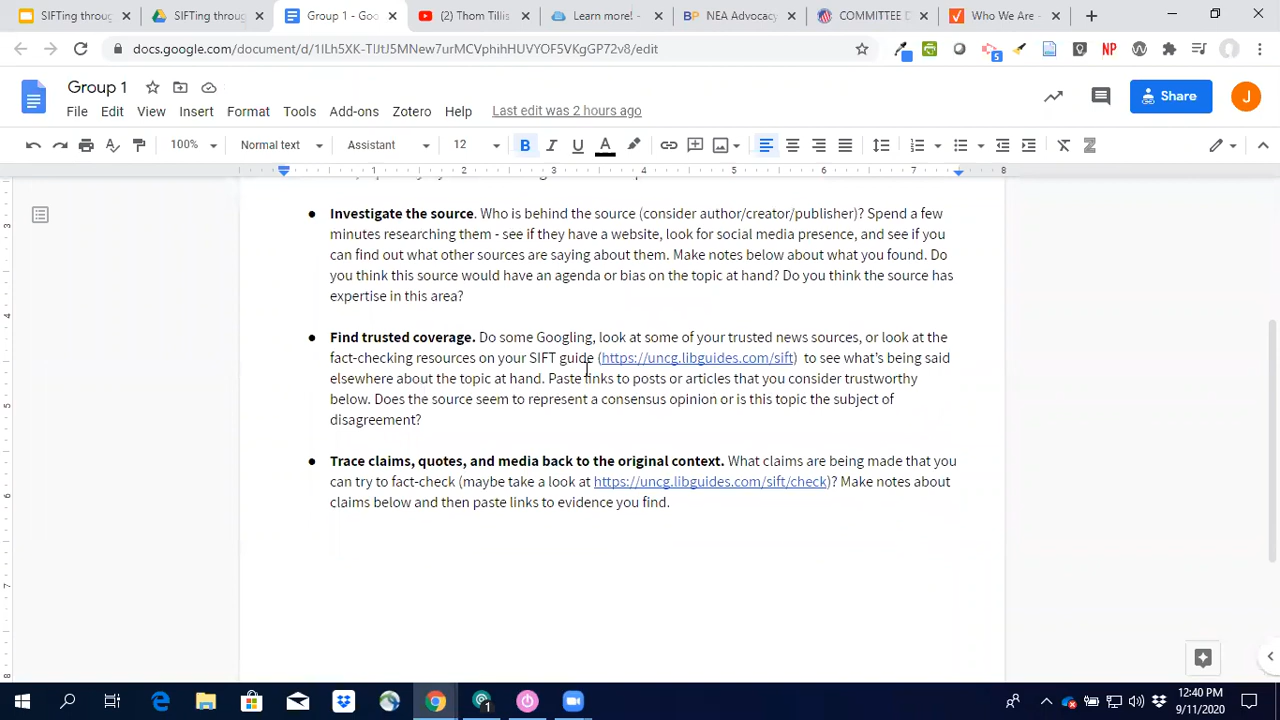 SIFTing throug
SIFTing throug
Group 1 - Goo
(2) Thom Tillis
Learn more! -
NEA Advocacy
COMMITTEE D
Who We Are -
docs.google.com/document/d/1lLh5XK-TlJtJ5MNew7urMCVphihHUVYOF5VKgGP72v8/edit
Group 1
File Edit View Insert Format Tools Add-ons Zotero Help Last edit was 2 hours ago
Share
J
100% Normal text Assistant 12
1 2 3 4 5 6 7 8
● Investigate the source. Who is behind the source (consider author/creator/publisher)? Spend a few
minutes researching them - see if they have a website, look for social media presence, and see if you
can find out what other sources are saying about them. Make notes below about what you found. Do
you think this source would have an agenda or bias on the topic at hand? Do you think the source has
expertise in this area?
● Find trusted coverage. Do some Googling, look at some of your trusted news sources, or look at the
fact-checking resources on your SIFT guide (https://uncg.libguides.com/sift) to see what's being said
elsewhere about the topic at hand. Paste links to posts or articles that you consider trustworthy
below. Does the source seem to represent a consensus opinion or is this topic the subject of
disagreement?
● Trace claims, quotes, and media back to the original context. What claims are being made that you
can try to fact-check (maybe take a look at https://uncg.libguides.com/sift/check)? Make notes about
claims below and then paste links to evidence you find.
12:40 PM
9/11/2020